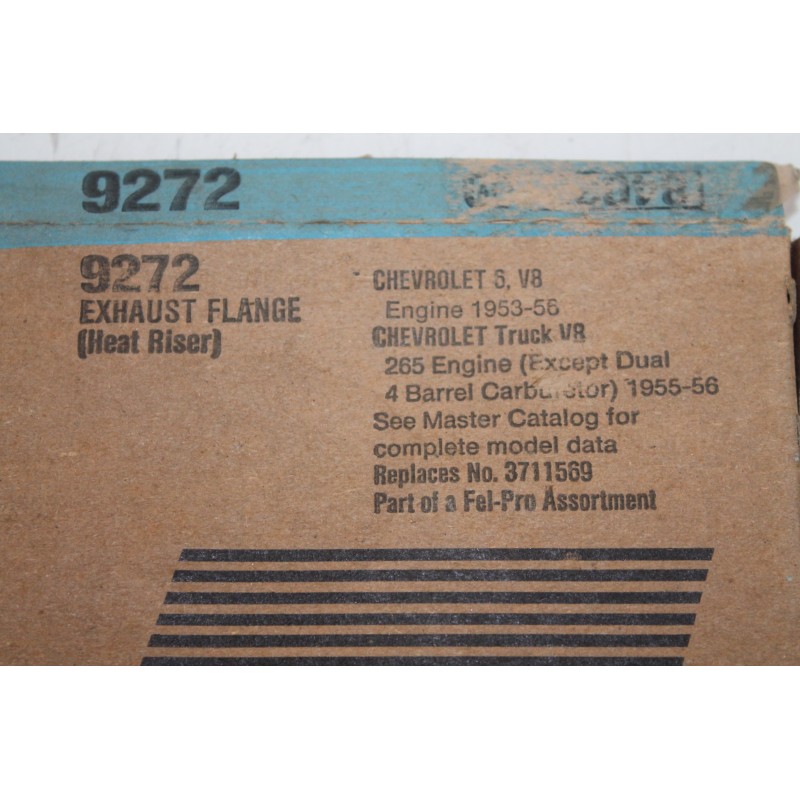 9272
9272
EXHAUST FLANGE
(Heat Riser)
CHEVROLET 6, V8
Engine 1953-56
CHEVROLET Truck V8
265 Engine (Except Dual
4 Barrel Carburetor) 1955-56
See Master Catalog for
complete model data
Replaces No. 3711569
Part of a Fel-Pro Assortment